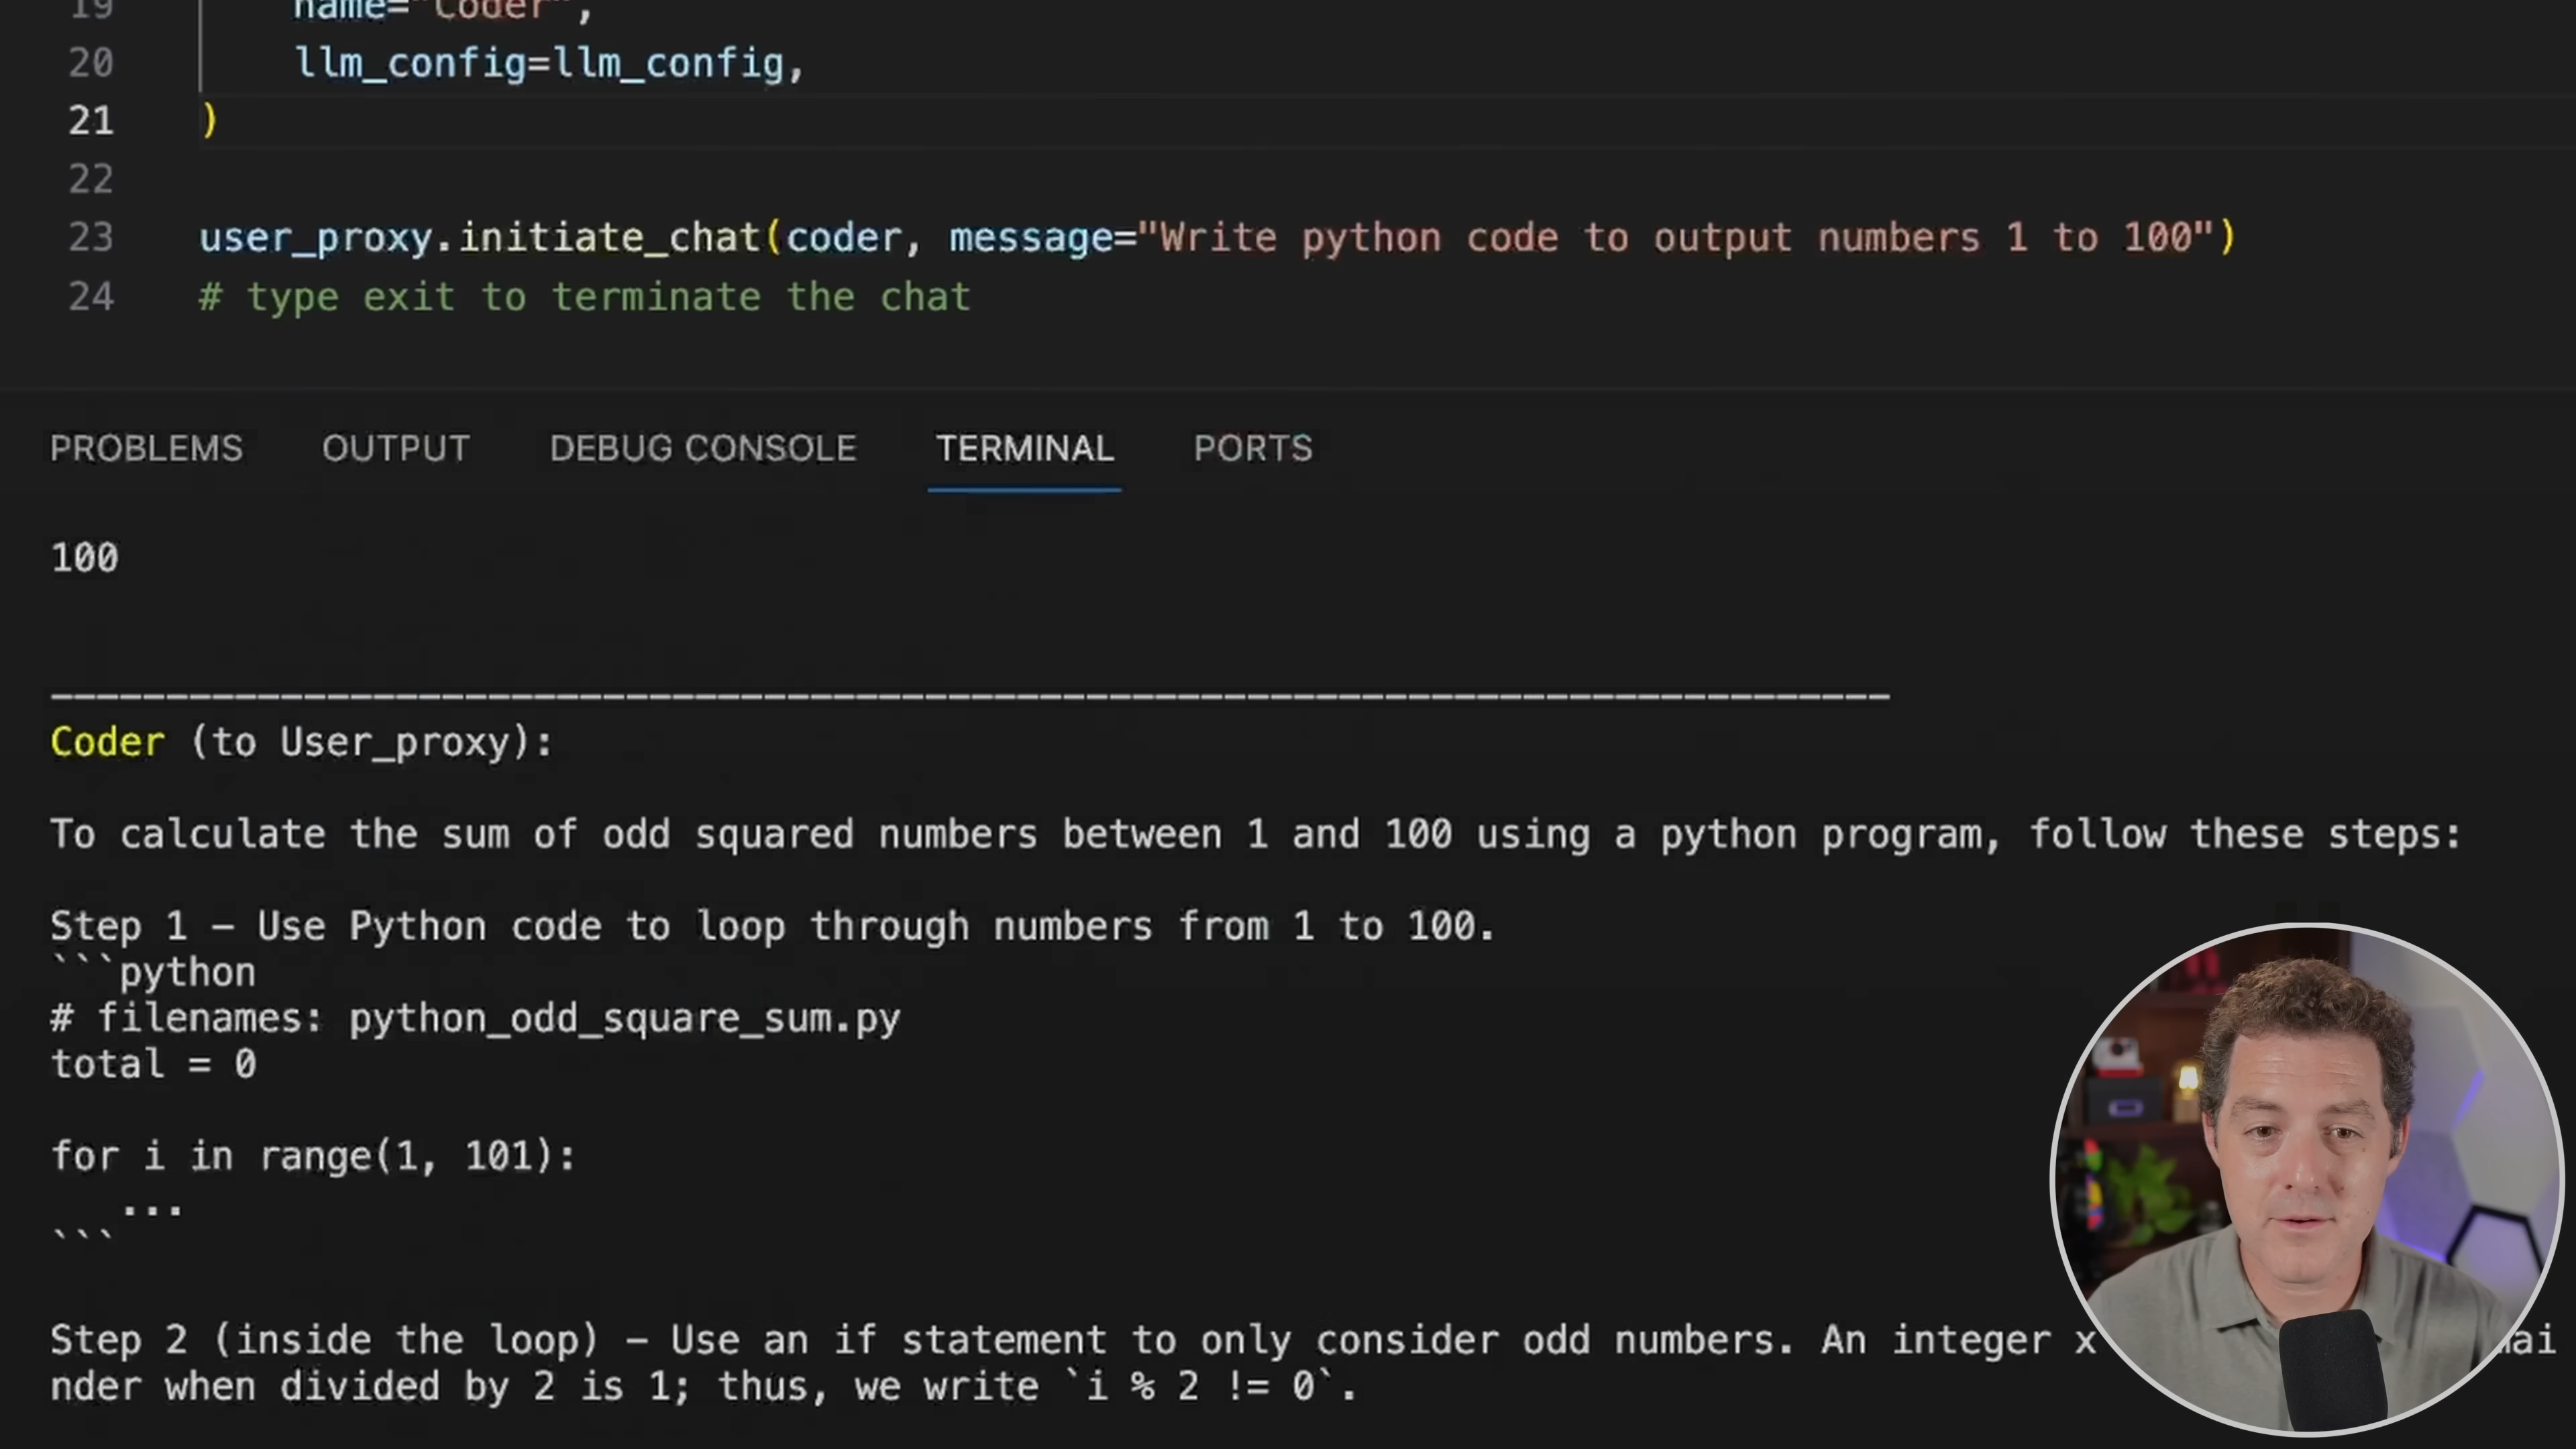 19 name="Coder",
20 llm_config=llm_config,
21 )
22
23 user_proxy.initiate_chat(coder, message="Write python code to output numbers 1 to 100")
24 # type exit to terminate the chat
PROBLEMS OUTPUT DEBUG CONSOLE TERMINAL PORTS
100
--------------------------------------------------------------------------------
Coder (to User_proxy):
To calculate the sum of odd squared numbers between 1 and 100 using a python program, follow these steps:
Step 1 – Use Python code to loop through numbers from 1 to 100.
```python
# filenames: python_odd_square_sum.py
total = 0
for i in range(1, 101):
...
```
Step 2 (inside the loop) – Use an if statement to only consider odd numbers. An integer x
nder when divided by 2 is 1; thus, we write `i % 2 != 0`.